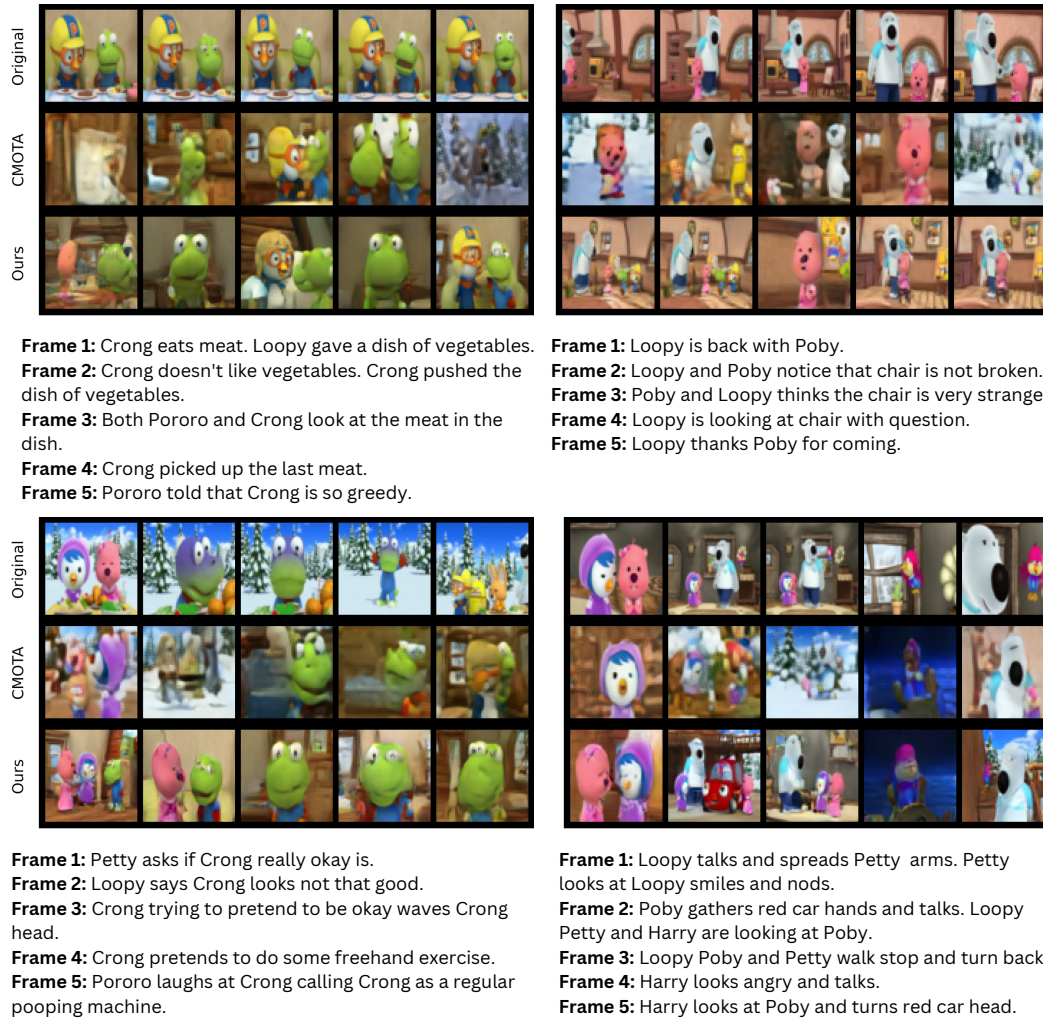 Original
CMOTA
Ours
Frame 1: Crong eats meat. Loopy gave a dish of vegetables.
Frame 2: Crong doesn't like vegetables. Crong pushed the
dish of vegetables.
Frame 3: Both Pororo and Crong look at the meat in the
dish.
Frame 4: Crong picked up the last meat.
Frame 5: Pororo told that Crong is so greedy.
Frame 1: Loopy is back with Poby.
Frame 2: Loopy and Poby notice that chair is not broken.
Frame 3: Poby and Loopy thinks the chair is very strange
Frame 4: Loopy is looking at chair with question.
Frame 5: Loopy thanks Poby for coming.
Original
CMOTA
Ours
Frame 1: Petty asks if Crong really okay is.
Frame 2: Loopy says Crong looks not that good.
Frame 3: Crong trying to pretend to be okay waves Crong
head.
Frame 4: Crong pretends to do some freehand exercise.
Frame 5: Pororo laughs at Crong calling Crong as a regular
pooping machine.
Frame 1: Loopy talks and spreads Petty  arms. Petty
looks at Loopy smiles and nods.
Frame 2: Poby gathers red car hands and talks. Loopy
Petty and Harry are looking at Poby.
Frame 3: Loopy Poby and Petty walk stop and turn back
Frame 4: Harry looks angry and talks.
Frame 5: Harry looks at Poby and turns red car head.